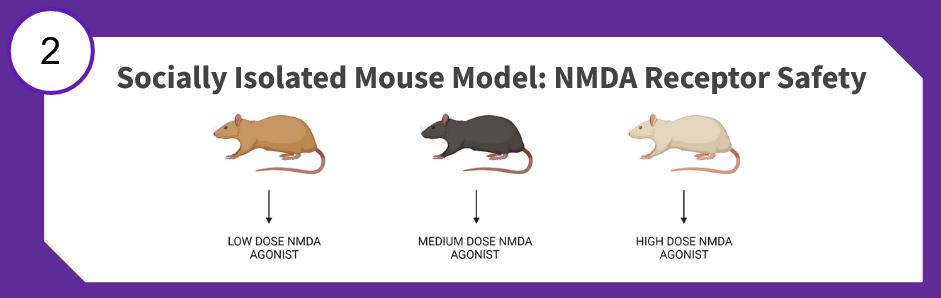 2
Socially Isolated Mouse Model: NMDA Receptor Safety
LOW DOSE NMDA
AGONIST
MEDIUM DOSE NMDA
AGONIST
HIGH DOSE NMDA
AGONIST